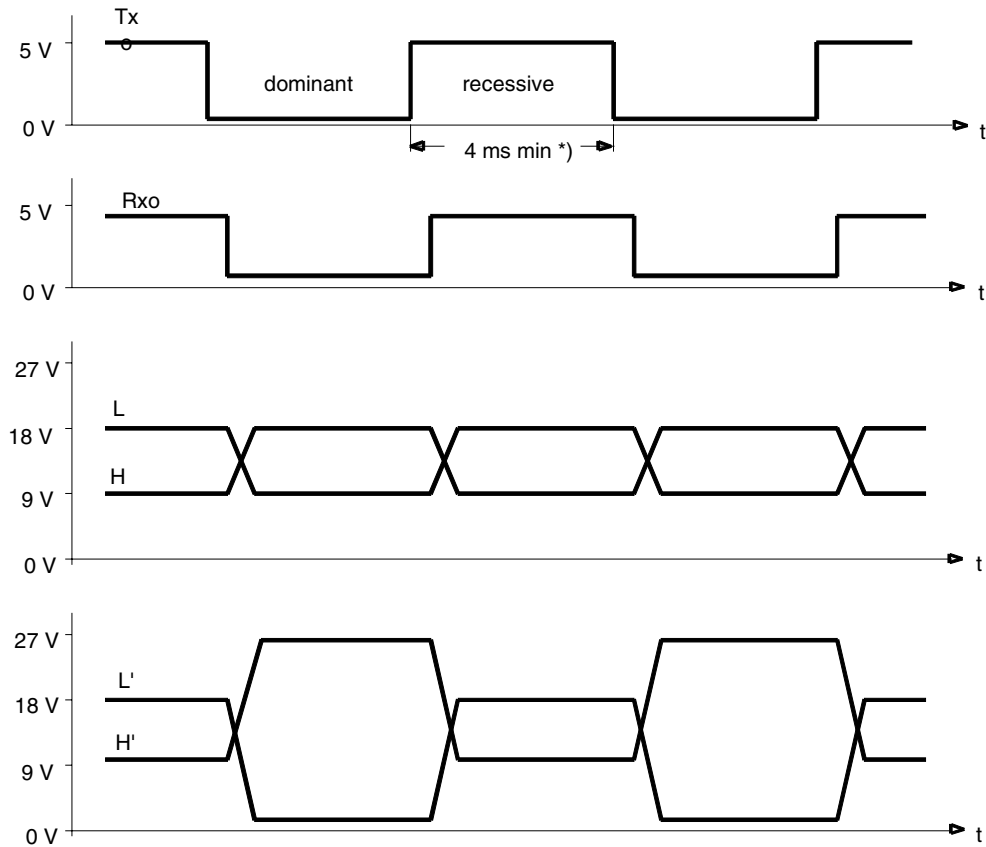 Tx
o
5 V
dominant
recessive
0 V
t
4 ms min *)
Rxo
5 V
0 V
t
27 V
L
18 V
H
9 V
0 V
t
27 V
L'
18 V
H'
9 V
0 V
t